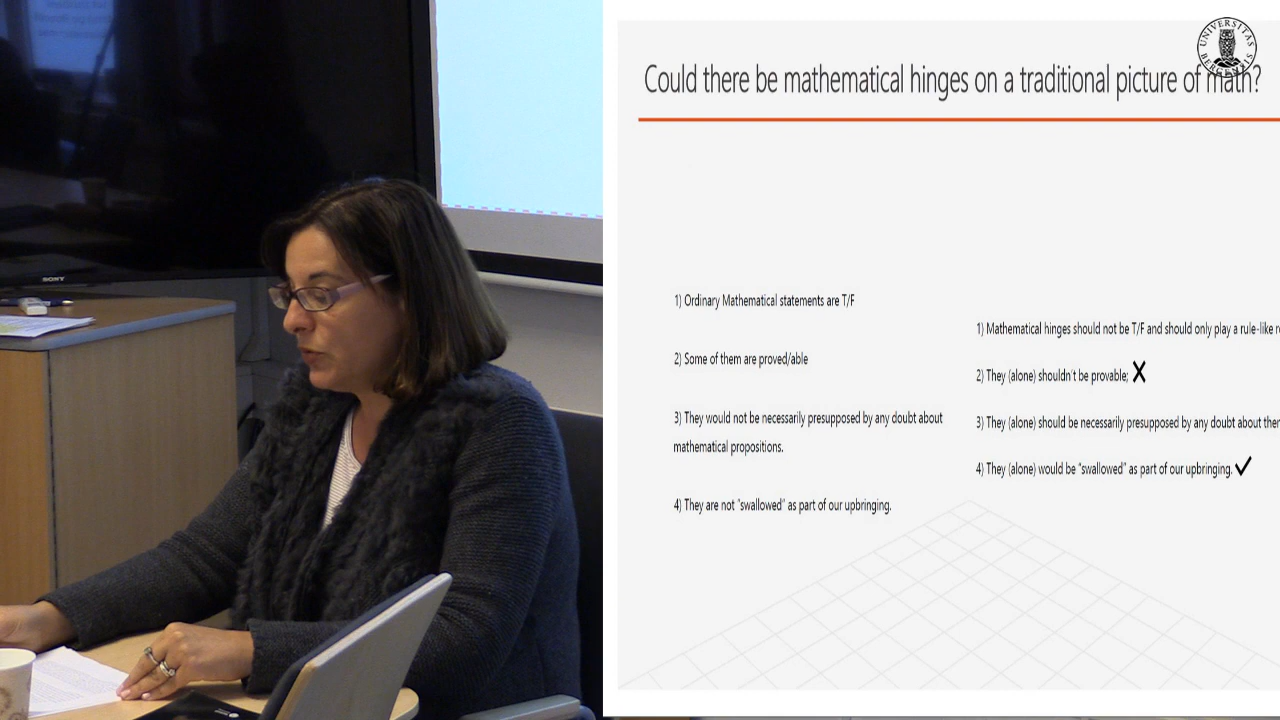 SONY
UNIVERSITAS
BERGENSIS
Could there be mathematical hinges on a traditional picture of math?
1) Ordinary Mathematical statements are T/F
2) Some of them are proved/able
3) They would not be necessarily presupposed by any doubt about
mathematical propositions.
4) They are not "swallowed" as part of our upbringing.
1) Mathematical hinges should not be T/F and should only play a rule-like
2) They (alone) shouldn't be provable; X
3) They (alone) should be necessarily presupposed by any doubt about
4) They (alone) would be "swallowed" as part of our upbringing. ✓